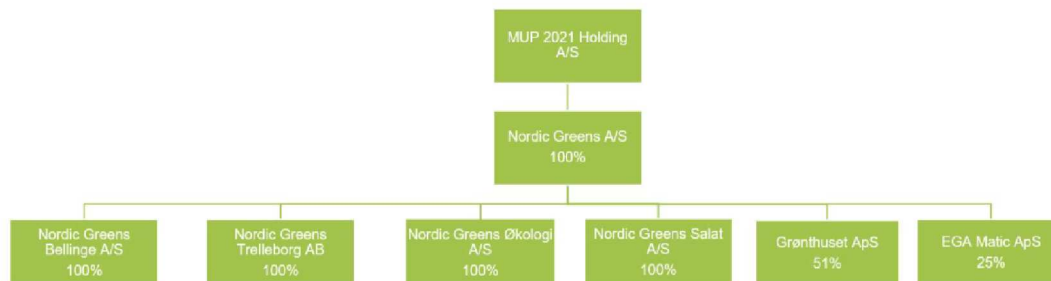 MUP 2021 Holding
A/S
Nordic Greens A/S
100%
Nordic Greens
Bellinge A/S
100%
Nordic Greens
Trelleborg AB
100%
Nordic Greens Økologi
A/S
100%
Nordic Greens Salat
A/S
100%
Grønthuset ApS
51%
EGA Matic ApS
25%